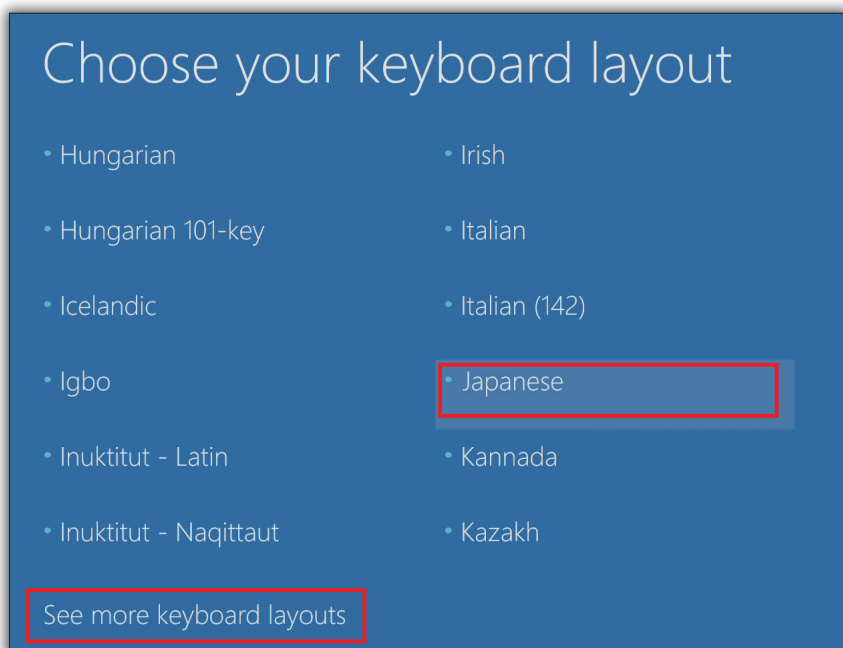 Choose your keyboard layout
Hungarian
Hungarian 101-key
Icelandic
Igbo
Inuktitut - Latin
Inuktitut - Naqittaut
Irish
Italian
Italian (142)
Japanese
Kannada
Kazakh
See more keyboard layouts